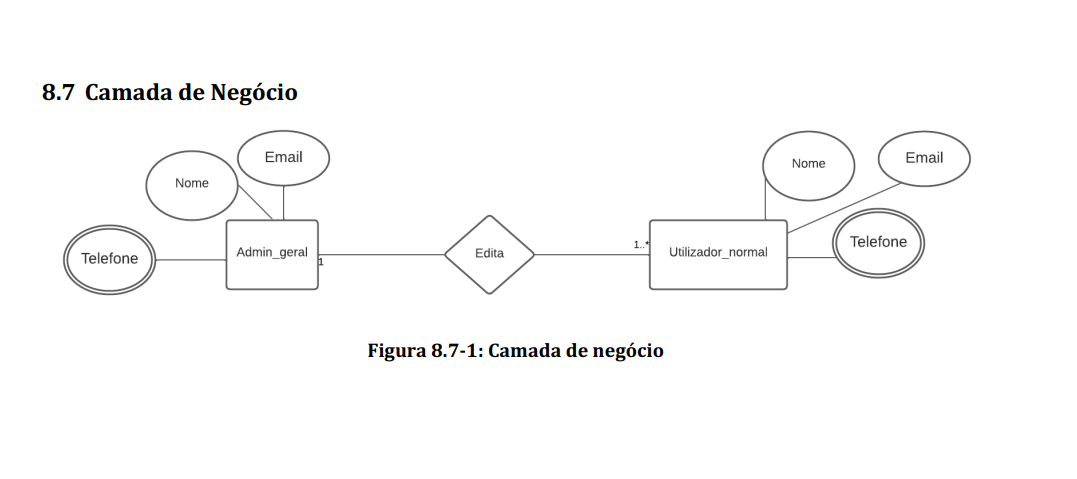 8.7 Camada de Negócio
Email
Nome
Telefone
Admin_geral
1
Edita
1..*
Utilizador_normal
Nome
Email
Telefone
Figura 8.7-1: Camada de negócio